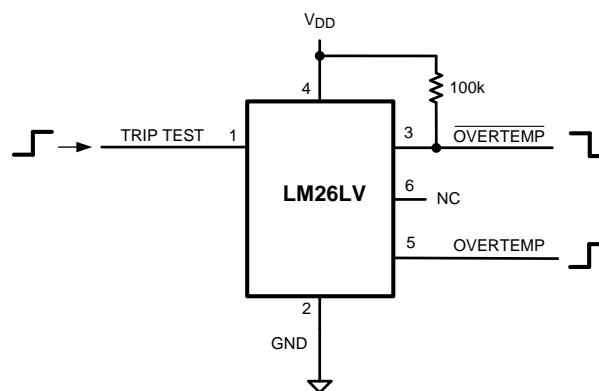 VDD
4
100k
TRIP TEST
1
3
OVERTEMP
LM26LV
6
NC
5
OVERTEMP
2
GND